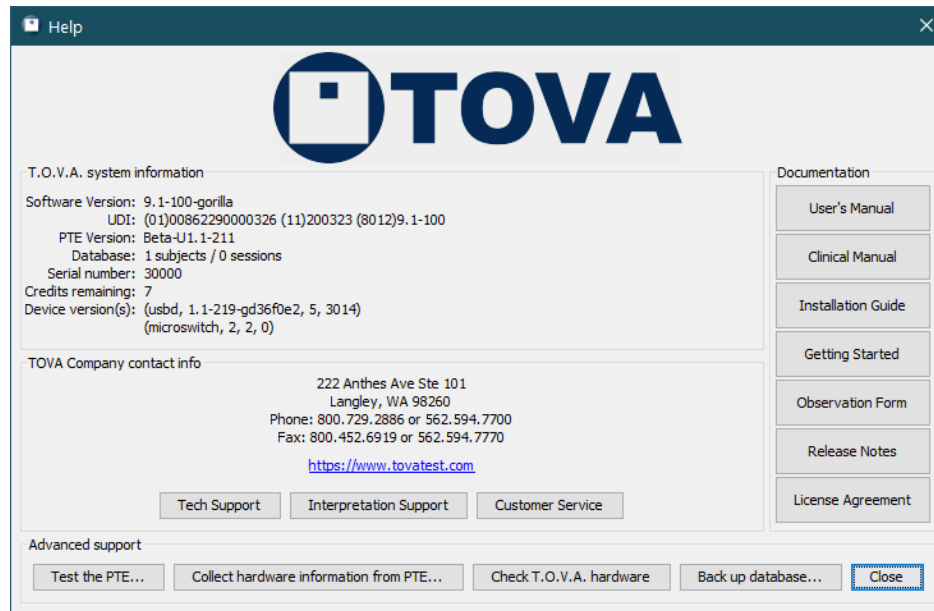 Help
TOVA
T.O.V.A. system information
Software Version: 9.1-100-gorilla
UDI: (01)00862290000326 (11)200323 (8012)9.1-100
PTE Version: Beta-U1.1-211
Database: 1 subjects / 0 sessions
Serial number: 30000
Credits remaining: 7
Device version(s): (usbd, 1.1-219-gd36f0e2, 5, 3014)
(microswitch, 2, 2, 0)
TOVA Company contact info
222 Anthes Ave Ste 101
Langley, WA 98260
Phone: 800.729.2886 or 562.594.7700
Fax: 800.452.6919 or 562.594.7770
https://www.tovatest.com
Tech Support
Interpretation Support
Customer Service
Documentation
User's Manual
Clinical Manual
Installation Guide
Getting Started
Observation Form
Release Notes
License Agreement
Advanced support
Test the PTE...
Collect hardware information from PTE...
Check T.O.V.A. hardware
Back up database...
Close